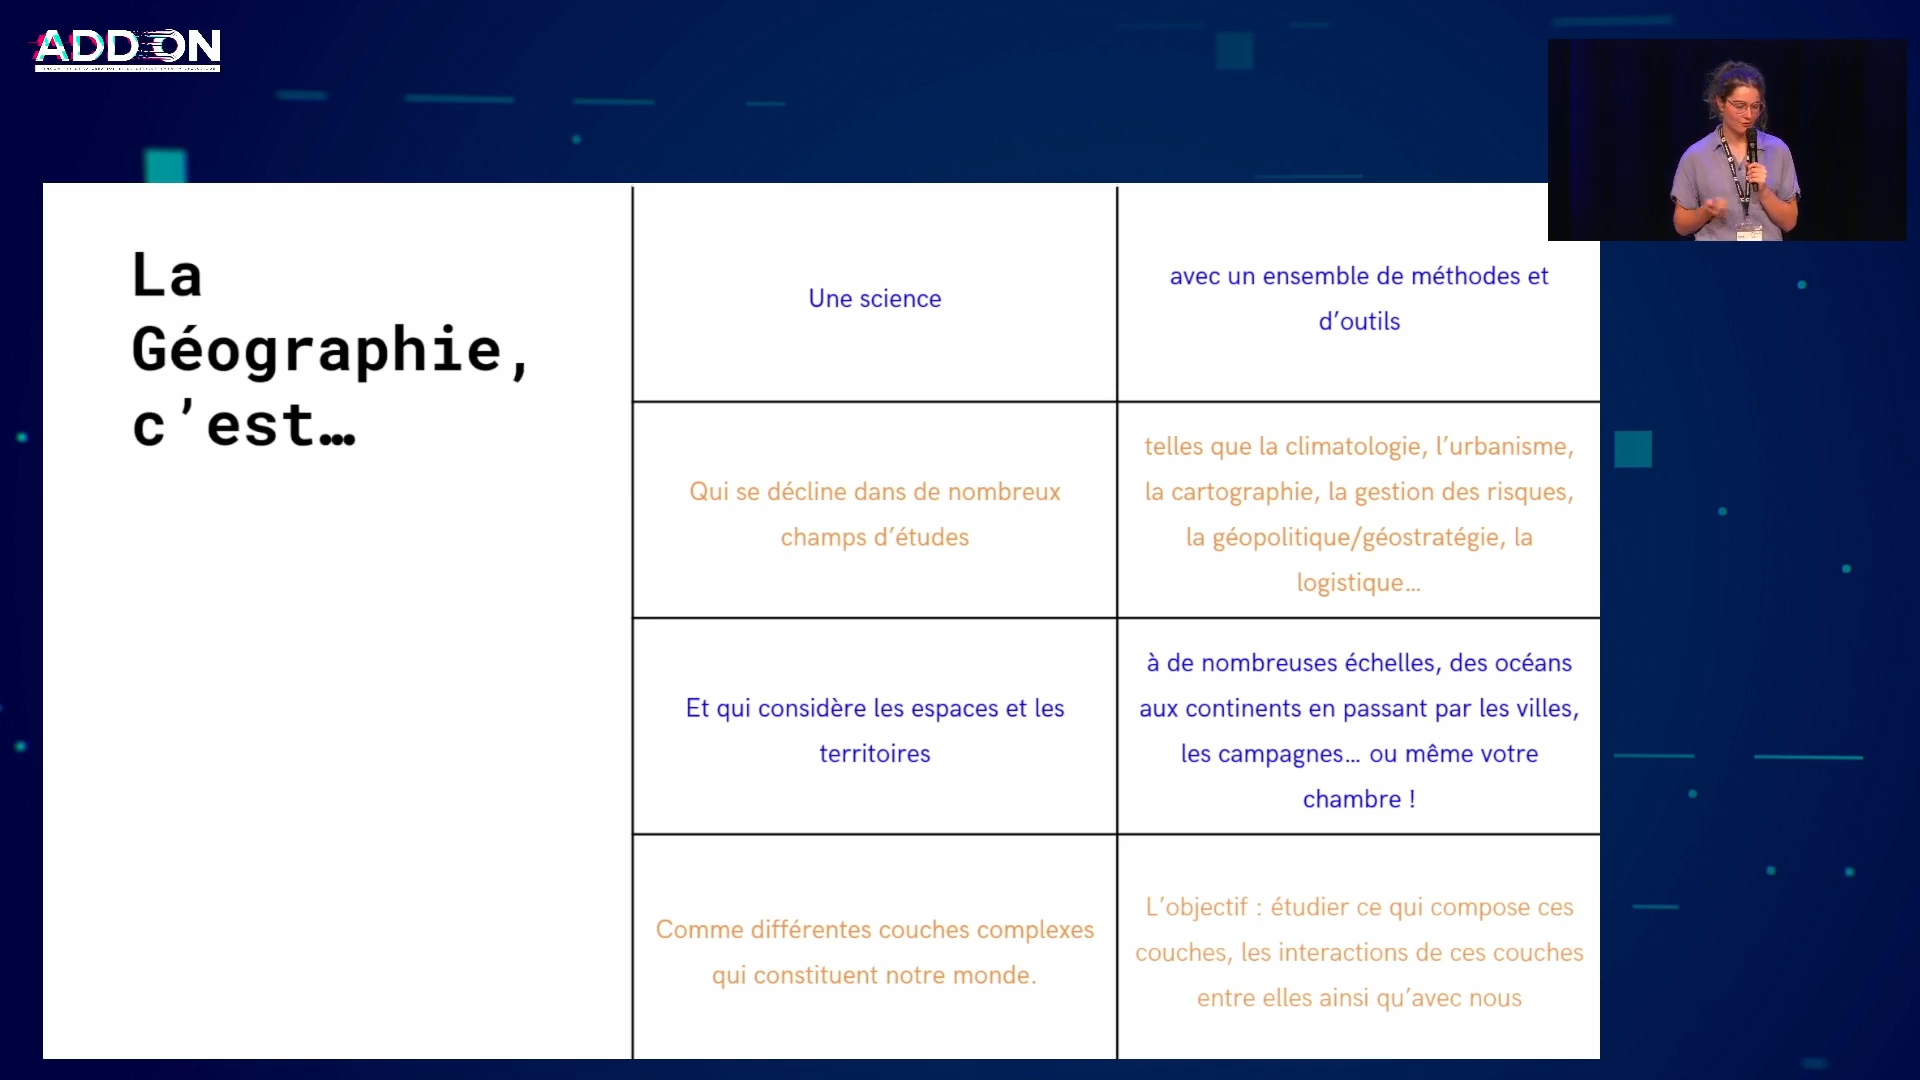 ADDON
La
Géographie,
c’est…
Une science
avec un ensemble de méthodes et
d’outils
Qui se décline dans de nombreux
champs d’études
telles que la climatologie, l’urbanisme,
la cartographie, la gestion des risques,
la géopolitique/géostratégie, la
logistique…
Et qui considère les espaces et les
territoires
à de nombreuses échelles, des océans
aux continents en passant par les villes,
les campagnes… ou même votre
chambre !
Comme différentes couches complexes
qui constituent notre monde.
L’objectif : étudier ce qui compose ces
couches, les interactions de ces couches
entre elles ainsi qu’avec nous